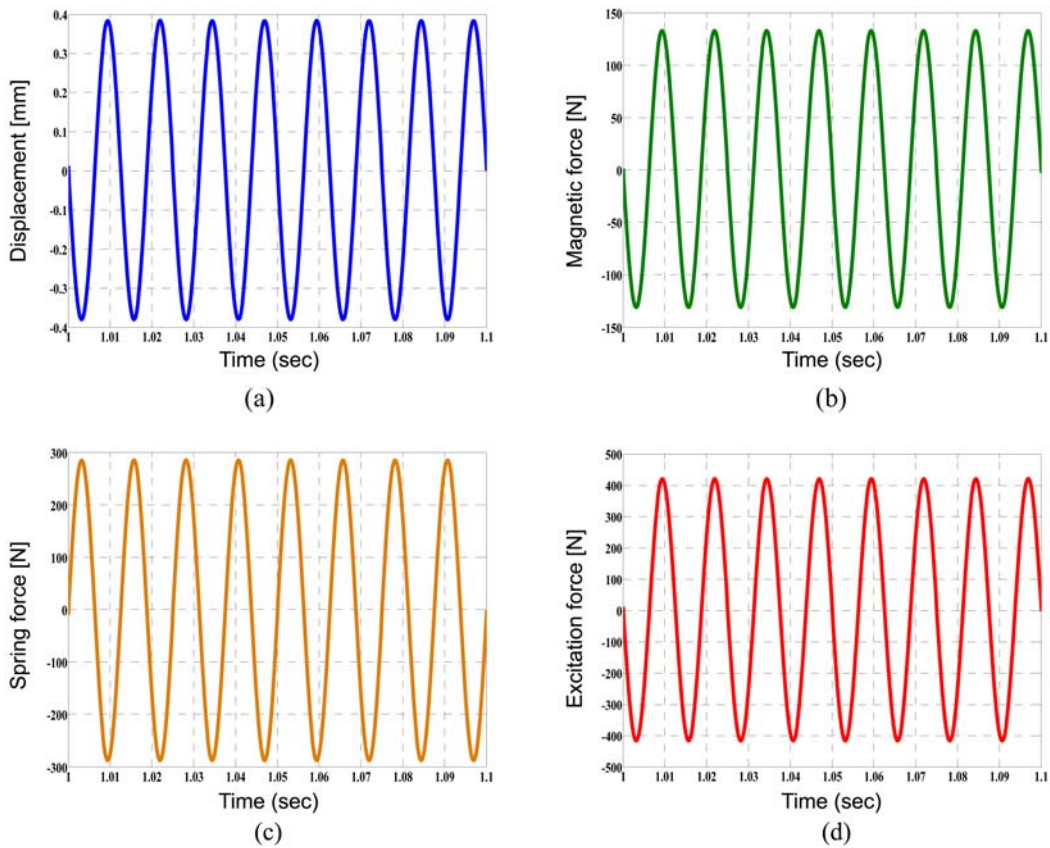 Displacement [mm]
0.4
0.3
0.2
0.1
0
-0.1
-0.2
-0.3
-0.4
1 1.01 1.02 1.03 1.04 1.05 1.06 1.07 1.08 1.09 1.1
Time (sec)
(a)
Magnetic force [N]
150
100
50
0
-50
-100
-150
1 1.01 1.02 1.03 1.04 1.05 1.06 1.07 1.08 1.09 1.1
Time (sec)
(b)
Spring force [N]
300
200
100
0
-100
-200
-300
1 1.01 1.02 1.03 1.04 1.05 1.06 1.07 1.08 1.09 1.1
Time (sec)
(c)
Excitation force [N]
500
400
300
200
100
0
-100
-200
-300
-400
-500
1 1.01 1.02 1.03 1.04 1.05 1.06 1.07 1.08 1.09 1.1
Time (sec)
(d)